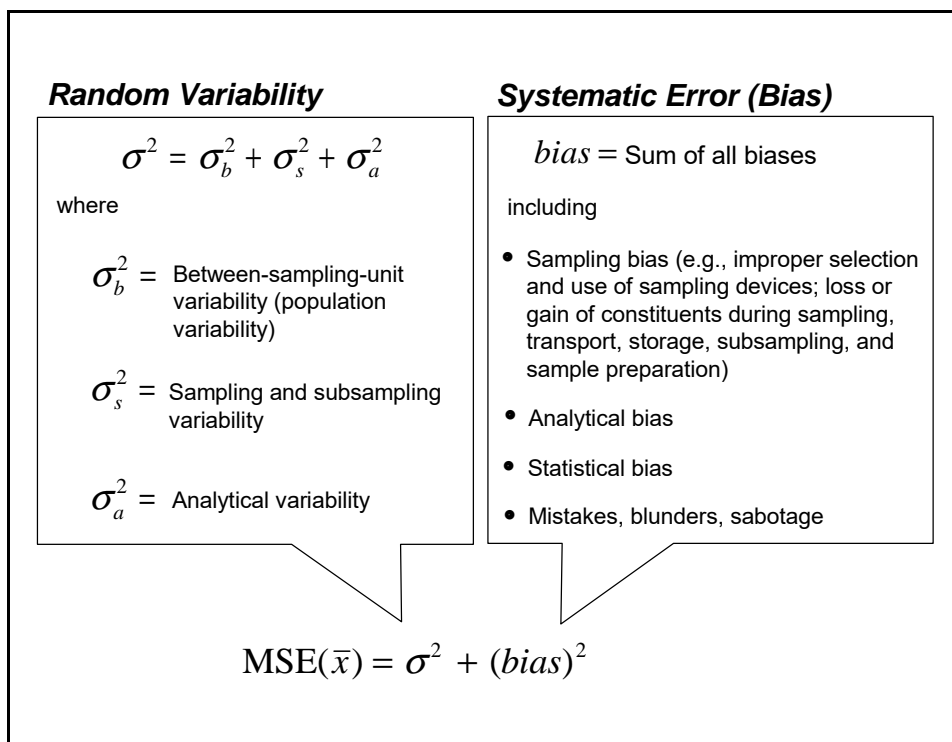 Random Variability
σ² = σ_b² + σ_s² + σ_a²
where
σ_b² = Between-sampling-unit
variability (population
variability)
σ_s² = Sampling and subsampling
variability
σ_a² = Analytical variability
Systematic Error (Bias)
bias = Sum of all biases
including
• Sampling bias (e.g., improper selection
and use of sampling devices; loss or
gain of constituents during sampling,
transport, storage, subsampling, and
sample preparation)
• Analytical bias
• Statistical bias
• Mistakes, blunders, sabotage
MSE(x̄) = σ² + (bias)²